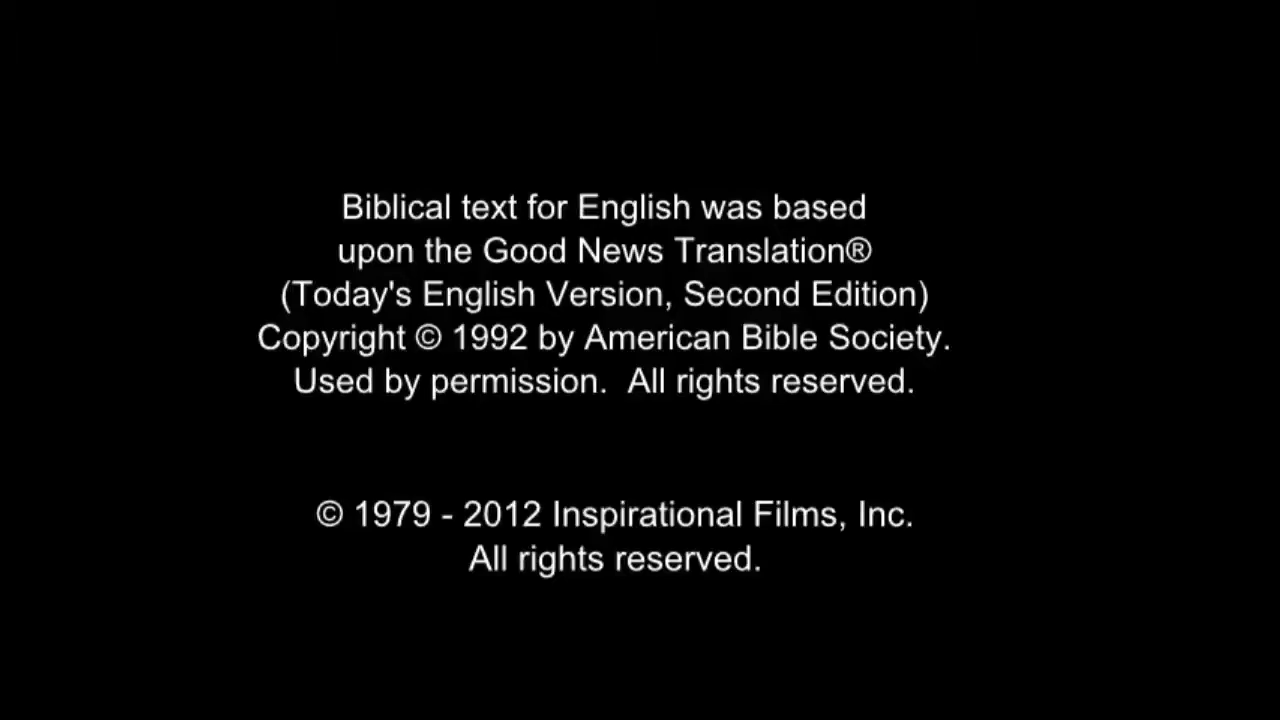 Biblical text for English was based
upon the Good News Translation®
(Today's English Version, Second Edition)
Copyright © 1992 by American Bible Society.
Used by permission.  All rights reserved.
© 1979 - 2012 Inspirational Films, Inc.
All rights reserved.